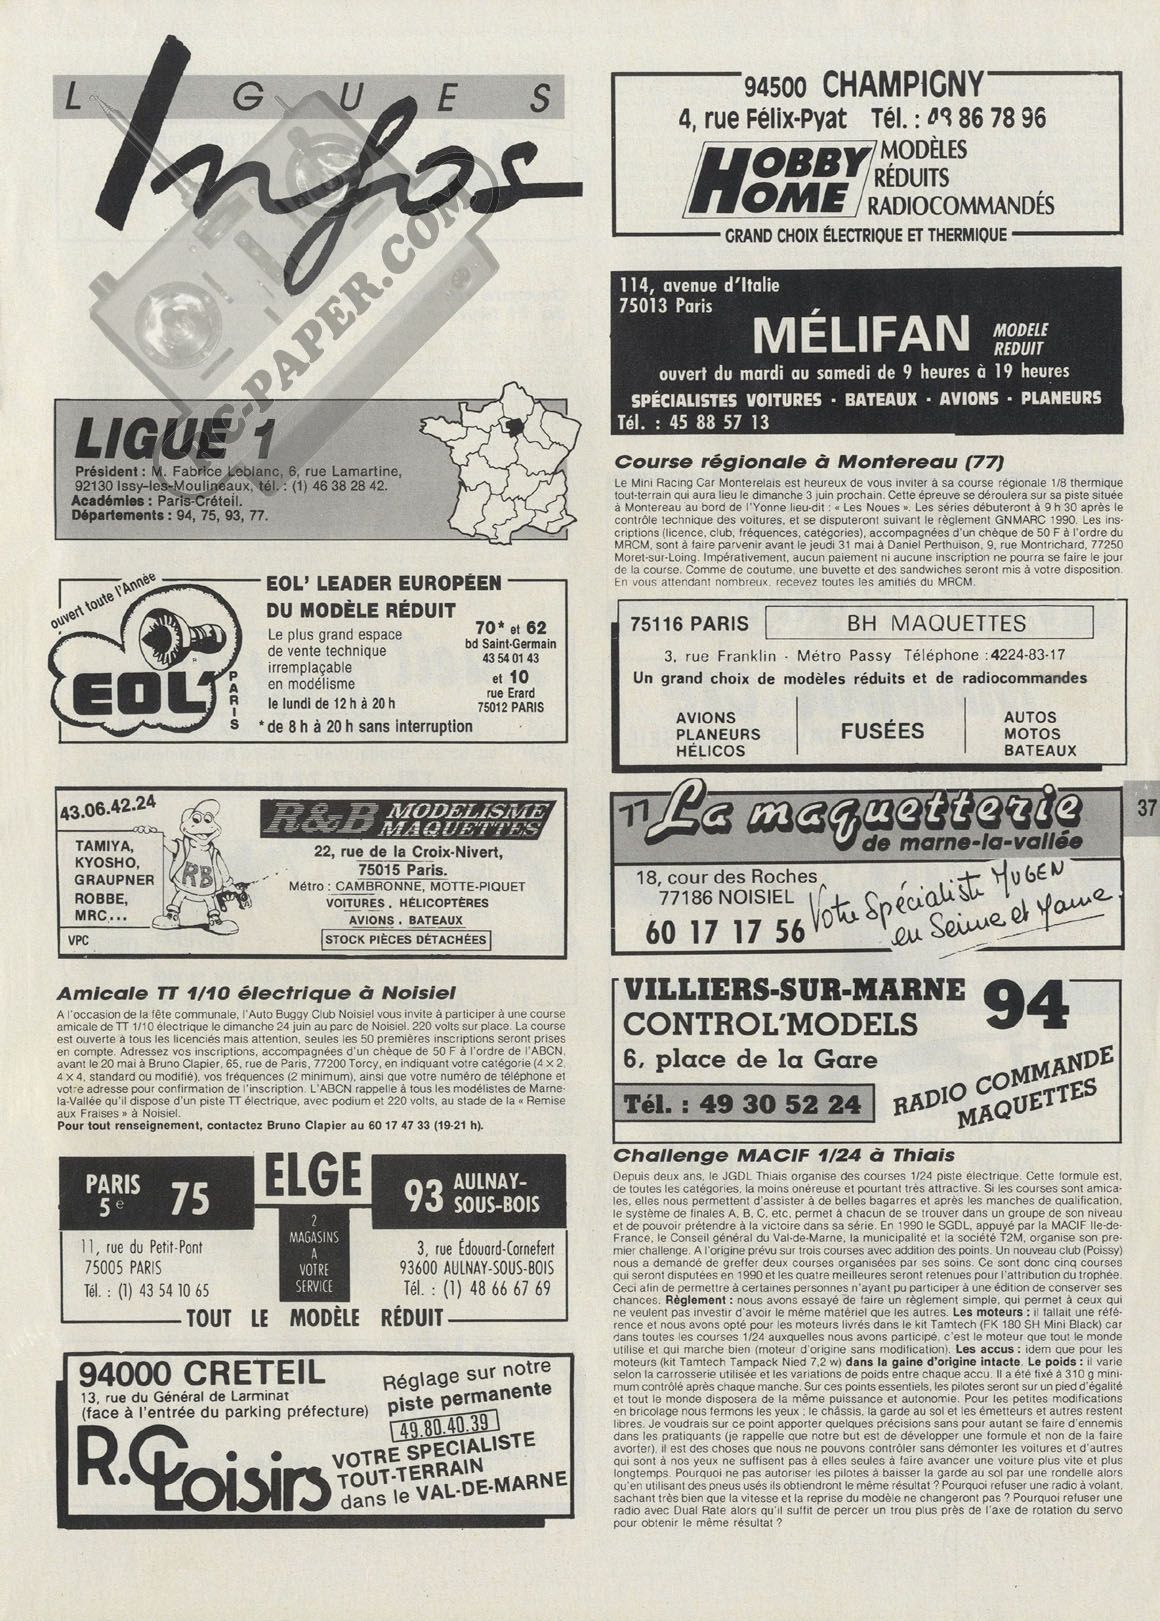 LIGUES
Infos
RC-PAPER.COM
LIGUE 1
Président : M. Fabrice Leblanc, 6, rue Lamartine,
92130 Issy-les-Moulineaux, tél. : (1) 46 38 28 42.
Académies : Paris-Créteil.
Départements : 94, 75, 93, 77.
ouvert toute l'Année
EOL'
PARIS
EOL' LEADER EUROPÉEN
DU MODÈLE RÉDUIT
Le plus grand espace
de vente technique
irremplaçable
en modélisme
le lundi de 12 h à 20 h
* de 8 h à 20 h sans interruption
70* et 62
bd Saint-Germain
43 54 01 43
et 10
rue Erard
75012 PARIS
43.06.42.24
TAMIYA,
KYOSHO,
GRAUPNER
ROBBE,
MRC...
VPC
RB
R&B MODELISME
MAQUETTES
22, rue de la Croix-Nivert,
75015 Paris.
Métro : CAMBRONNE, MOTTE-PIQUET
VOITURES . HÉLICOPTÈRES
AVIONS . BATEAUX
STOCK PIÈCES DÉTACHÉES
Amicale TT 1/10 électrique à Noisiel
A l'occasion de la fête communale, l'Auto Buggy Club Noisiel vous invite à participer à une course
amicale de TT 1/10 électrique le dimanche 24 juin au parc de Noisiel. 220 volts sur place. La course
est ouverte à tous les licenciés mais attention, seules les 50 premières inscriptions seront prises
en compte. Adressez vos inscriptions, accompagnées d'un chèque de 50 F à l'ordre de l'ABCN,
avant le 20 mai à Bruno Clapier, 65, rue de Paris, 77200 Torcy, en indiquant votre catégorie (4 × 2,
4 × 4, standard ou modifié), vos fréquences (2 minimum), ainsi que votre numéro de téléphone et
votre adresse pour confirmation de l'inscription. L'ABCN rappelle à tous les modélistes de Marne-
la-Vallée qu'il dispose d'un piste TT électrique, avec podium et 220 volts, au stade de la « Remise
aux Fraises » à Noisiel.
Pour tout renseignement, contactez Bruno Clapier au 60 17 47 33 (19-21 h).
PARIS
5e
75
ELGE
2
MAGASINS
A
VOTRE
SERVICE
93 AULNAY-
SOUS-BOIS
11, rue du Petit-Pont
75005 PARIS
Tél. : (1) 43 54 10 65
3, rue Édouard-Cornefert
93600 AULNAY-SOUS-BOIS
Tél. : (1) 48 66 67 69
TOUT LE MODÈLE RÉDUIT
94000 CRETEIL
13, rue du Général de Larminat
(face à l'entrée du parking préfecture)
Réglage sur notre
piste permanente
49.80.40.39
R.C Loisirs
VOTRE SPECIALISTE
TOUT-TERRAIN
dans le VAL-DE-MARNE
94500 CHAMPIGNY
4, rue Félix-Pyat Tél. : 48 86 78 96
HOBBY
HOME
MODÈLES
RÉDUITS
RADIOCOMMANDÉS
GRAND CHOIX ÉLECTRIQUE ET THERMIQUE
114, avenue d'Italie
75013 Paris
MÉLIFAN MODELE
REDUIT
ouvert du mardi au samedi de 9 heures à 19 heures
SPÉCIALISTES VOITURES - BATEAUX - AVIONS - PLANEURS
Tél. : 45 88 57 13
Course régionale à Montereau (77)
Le Mini Racing Car Monterelais est heureux de vous inviter à sa course régionale 1/8 thermique
tout-terrain qui aura lieu le dimanche 3 juin prochain. Cette épreuve se déroulera sur sa piste située
à Montereau au bord de l'Yonne lieu-dit : « Les Noues ». Les séries débuteront à 9 h 30 après le
contrôle technique des voitures, et se disputeront suivant le règlement GNMARC 1990. Les ins-
criptions (licence, club, fréquences, catégories), accompagnées d'un chèque de 50 F à l'ordre du
MRCM, sont à faire parvenir avant le jeudi 31 mai à Daniel Perthuison, 9, rue Montrichard, 77250
Moret-sur-Loing. Impérativement, aucun paiement ni aucune inscription ne pourra se faire le jour
de la course. Comme de coutume, une buvette et des sandwiches seront mis à votre disposition.
En vous attendant nombreux, recevez toutes les amitiés du MRCM.
75116 PARIS BH MAQUETTES
3, rue Franklin - Métro Passy Téléphone : 4224-83-17
Un grand choix de modèles réduits et de radiocommandes
AVIONS
PLANEURS
HÉLICOS
FUSÉES
AUTOS
MOTOS
BATEAUX
77 La maquetterie
de marne-la-vallée
18, cour des Roches
77186 NOISIEL
60 17 17 56
Votre Spécialiste MUGEN
en Seine et Marne.
37
VILLIERS-SUR-MARNE 94
CONTROL'MODELS
6, place de la Gare
Tél. : 49 30 52 24
RADIO COMMANDE
MAQUETTES
Challenge MACIF 1/24 à Thiais
Depuis deux ans, le JGDL Thiais organise des courses 1/24 piste électrique. Cette formule est,
de toutes les catégories, la moins onéreuse et pourtant très attractive. Si les courses sont amica-
les, elles nous permettent d'assister à de belles bagarres et après les manches de qualification,
le système de finales A, B, C, etc, permet à chacun de se trouver dans un groupe de son niveau
et de pouvoir prétendre à la victoire dans sa série. En 1990 le SGDL, appuyé par la MACIF Ile-de-
France, le Conseil général du Val-de-Marne, la municipalité et la société T2M, organise son pre-
mier challenge. A l'origine prévu sur trois courses avec addition des points. Un nouveau club (Poissy)
nous a demandé de greffer deux courses organisées par ses soins. Ce sont donc cinq courses
qui seront disputées en 1990 et les quatre meilleures seront retenues pour l'attribution du trophée.
Ceci afin de permettre à certaines personnes n'ayant pu participer à une édition de conserver ses
chances. Règlement : nous avons essayé de faire un règlement simple, qui permet à ceux qui
ne veulent pas investir d'avoir le même matériel que les autres. Les moteurs : il fallait une réfé-
rence et nous avons opté pour les moteurs livrés dans le kit Tamtech (FK 180 SH Mini Black) car
dans toutes les courses 1/24 auxquelles nous avons participé, c'est le moteur que tout le monde
utilise et qui marche bien (moteur d'origine sans modification). Les accus : idem que pour les
moteurs (kit Tamtech Tampack Nied 7,2 w) dans la gaine d'origine intacte. Le poids : il varie
selon la carrosserie utilisée et les variations de poids entre chaque accu. Il a été fixé à 310 g mini-
mum contrôlé après chaque manche. Sur ces points essentiels, les pilotes seront sur un pied d'égalité
et tout le monde disposera de la même puissance et autonomie. Pour les petites modifications
en bricolage nous fermons les yeux ; le châssis, la garde au sol et les émetteurs et autres restent
libres. Je voudrais sur ce point apporter quelques précisions sans pour autant se faire d'ennemis
dans les pratiquants (je rappelle que notre but est de développer une formule et non de la faire
avorter), il est des choses que nous ne pouvons contrôler sans démonter les voitures et d'autres
qui sont à nos yeux ne suffisent pas à elles seules à faire avancer une voiture plus vite et plus
longtemps. Pourquoi ne pas autoriser les pilotes à baisser la garde au sol par une rondelle alors
qu'en utilisant des pneus usés ils obtiendront le même résultat ? Pourquoi refuser une radio à volant,
sachant très bien que la vitesse et la reprise du modèle ne changeront pas ? Pourquoi refuser une
radio avec Dual Rate alors qu'il suffit de percer un trou plus près de l'axe de rotation du servo
pour obtenir le même résultat ?